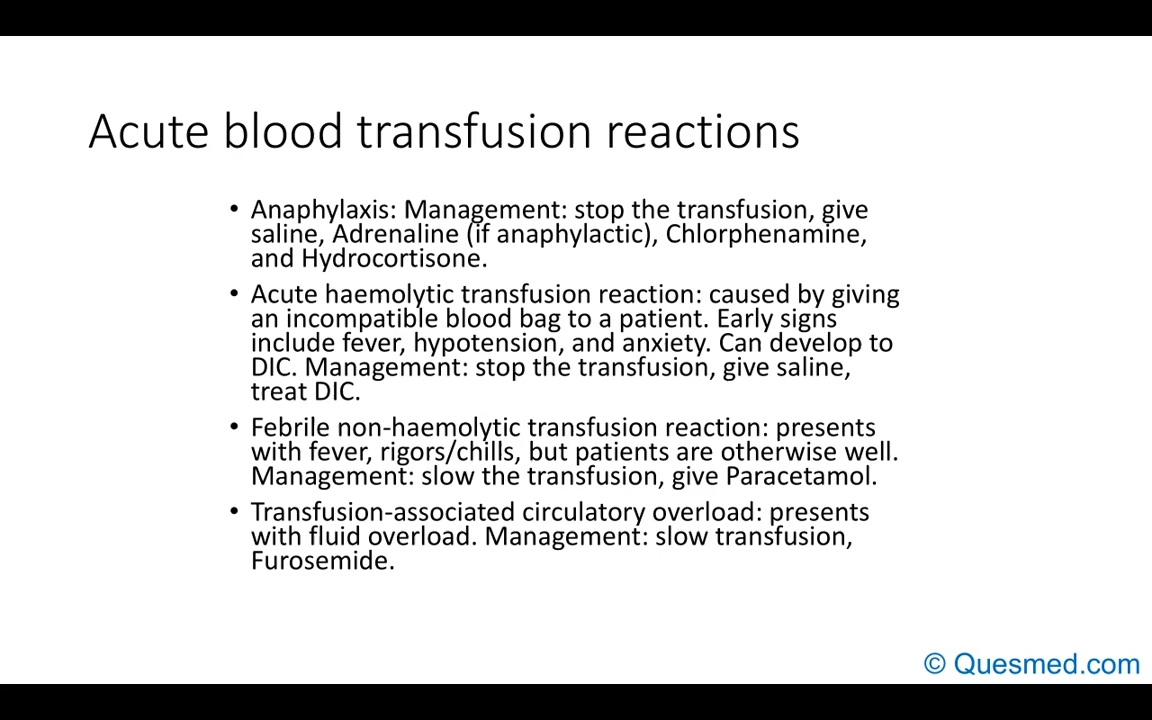 Acute blood transfusion reactions
• Anaphylaxis: Management: stop the transfusion, give
saline, Adrenaline (if anaphylactic), Chlorphenamine,
and Hydrocortisone.
• Acute haemolytic transfusion reaction: caused by giving
an incompatible blood bag to a patient. Early signs
include fever, hypotension, and anxiety. Can develop to
DIC. Management: stop the transfusion, give saline,
treat DIC.
• Febrile non-haemolytic transfusion reaction: presents
with fever, rigors/chills, but patients are otherwise well.
Management: slow the transfusion, give Paracetamol.
• Transfusion-associated circulatory overload: presents
with fluid overload. Management: slow transfusion,
Furosemide.
© Quesmed.com